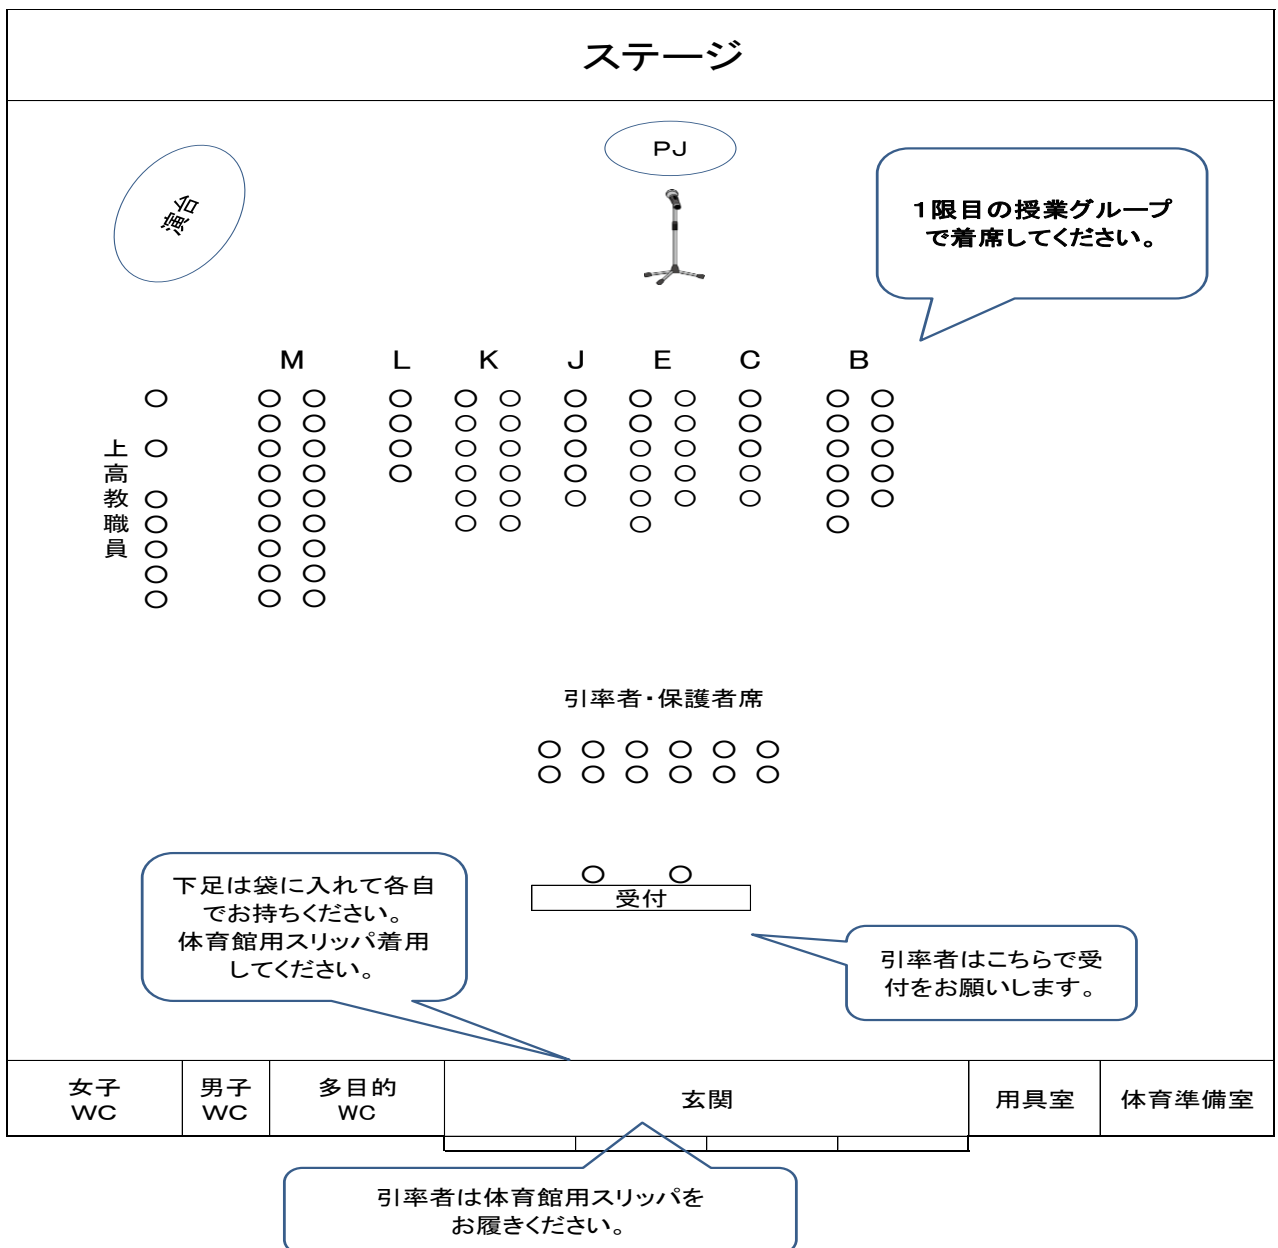 ステージ
PJ
演台
1限目の授業グループ
で着席してください。
M L K J E C B
上高教職員
引率者・保護者席
受付
下足は袋に入れて各自
でお持ちください。
体育館用スリッパ着用
してください。
引率者はこちらで受
付をお願いします。
女子
WC
男子
WC
多目的
WC
玄関
用具室
体育準備室
引率者は体育館用スリッパを
お履きください。